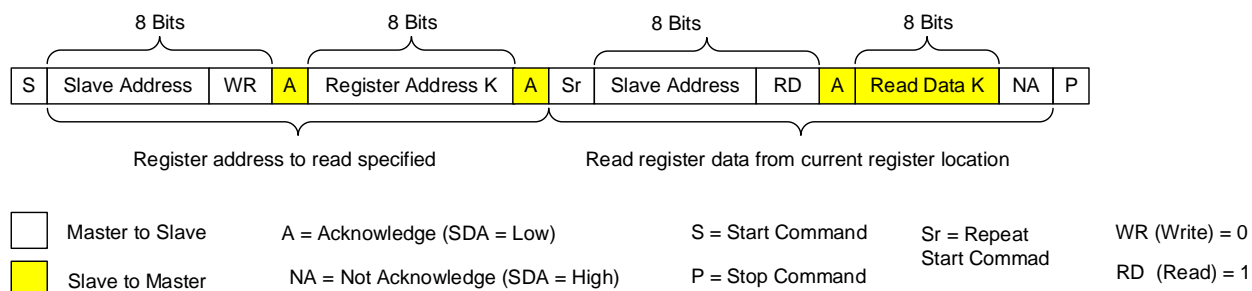 8 Bits 8 Bits 8 Bits
S Slave Address WR A Register Address K A Sr Slave Address RD A Read Data K NA P
Register address to read specified Read register data from current register location
Master to Slave A = Acknowledge (SDA = Low) S = Start Command Sr = Repeat WR (Write) = 0
Start Commad
Slave to Master NA = Not Acknowledge (SDA = High) P = Stop Command RD (Read) = 1